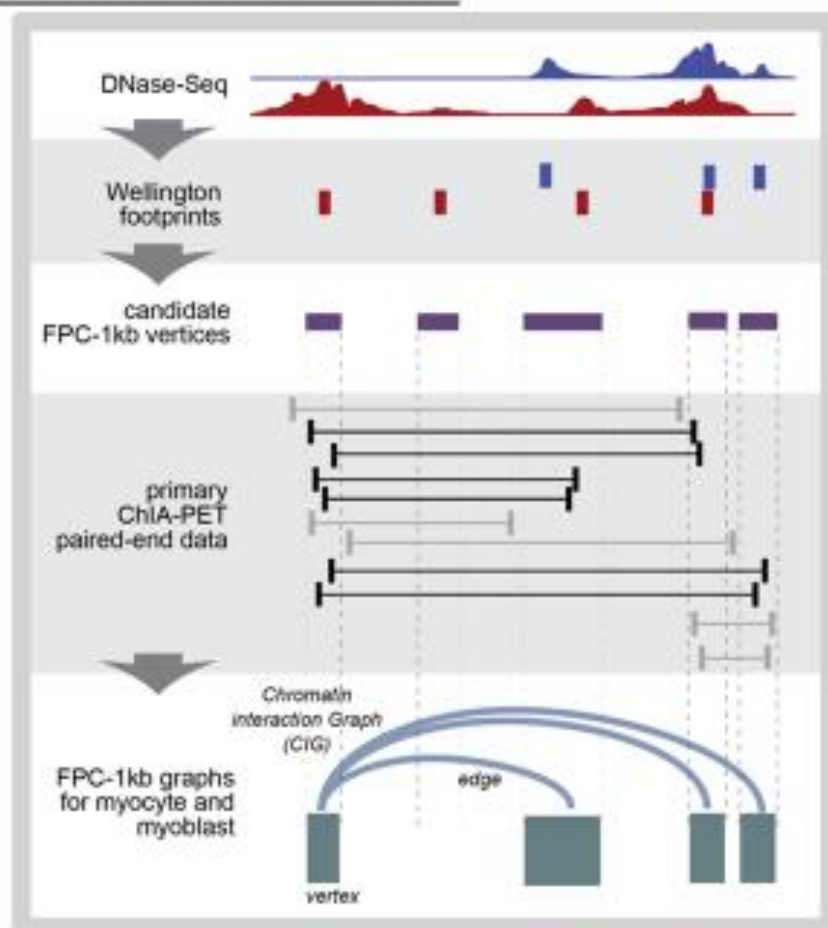 DNase-Seq
Wellington
footprints
candidate
FPC-1kb vertices
primary
ChIA-PET
paired-end data
Chromatin
interaction Graph
(CIG)
FPC-1kb graphs
for myocyte and
myoblast
edge
vertex